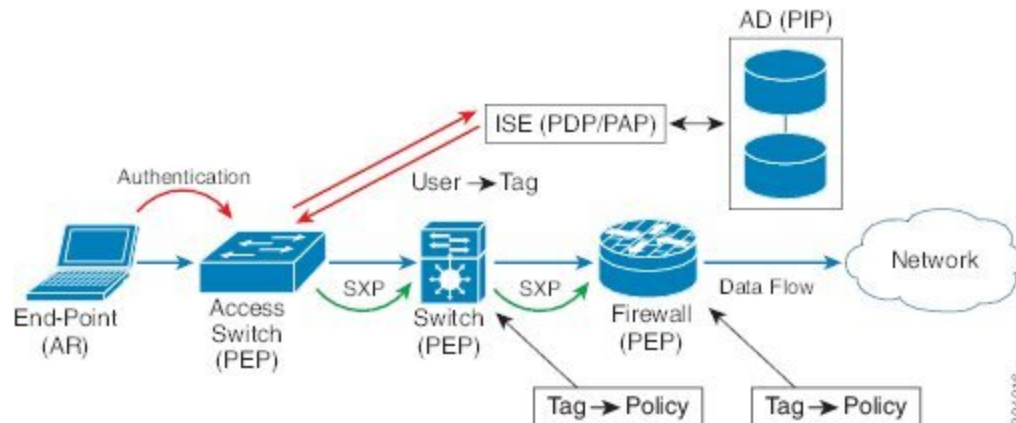 AD (PIP)
ISE (PDP/PAP)
Authentication
User → Tag
SXP
SXP
Data Flow
Network
End-Point
(AR)
Access
Switch
(PEP)
Switch
(PEP)
Firewall
(PEP)
Tag → Policy
Tag → Policy